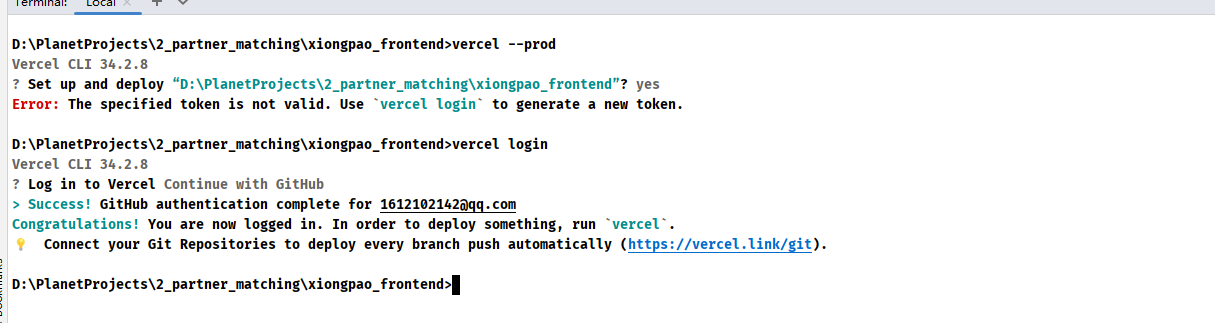 Terminal: Local × +
D:\PlanetProjects\2_partner_matching\xiongpao_frontend>vercel --prod
Vercel CLI 34.2.8
? Set up and deploy “D:\PlanetProjects\2_partner_matching\xiongpao_frontend”? yes
Error: The specified token is not valid. Use `vercel login` to generate a new token.
D:\PlanetProjects\2_partner_matching\xiongpao_frontend>vercel login
Vercel CLI 34.2.8
? Log in to Vercel Continue with GitHub
> Success! GitHub authentication complete for 1612102142@qq.com
Congratulations! You are now logged in. In order to deploy something, run `vercel`.
💡 Connect your Git Repositories to deploy every branch push automatically (https://vercel.link/git).
D:\PlanetProjects\2_partner_matching\xiongpao_frontend>